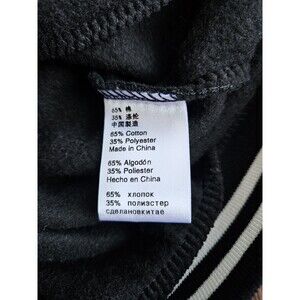 65% 棉
35% 涤纶
中国製造
65% Cotton
35% Polyester
Made in China
65% Algodón
35% Poliester
Hecho en China
65% хлопок
35% полиэстер
сделановкитае